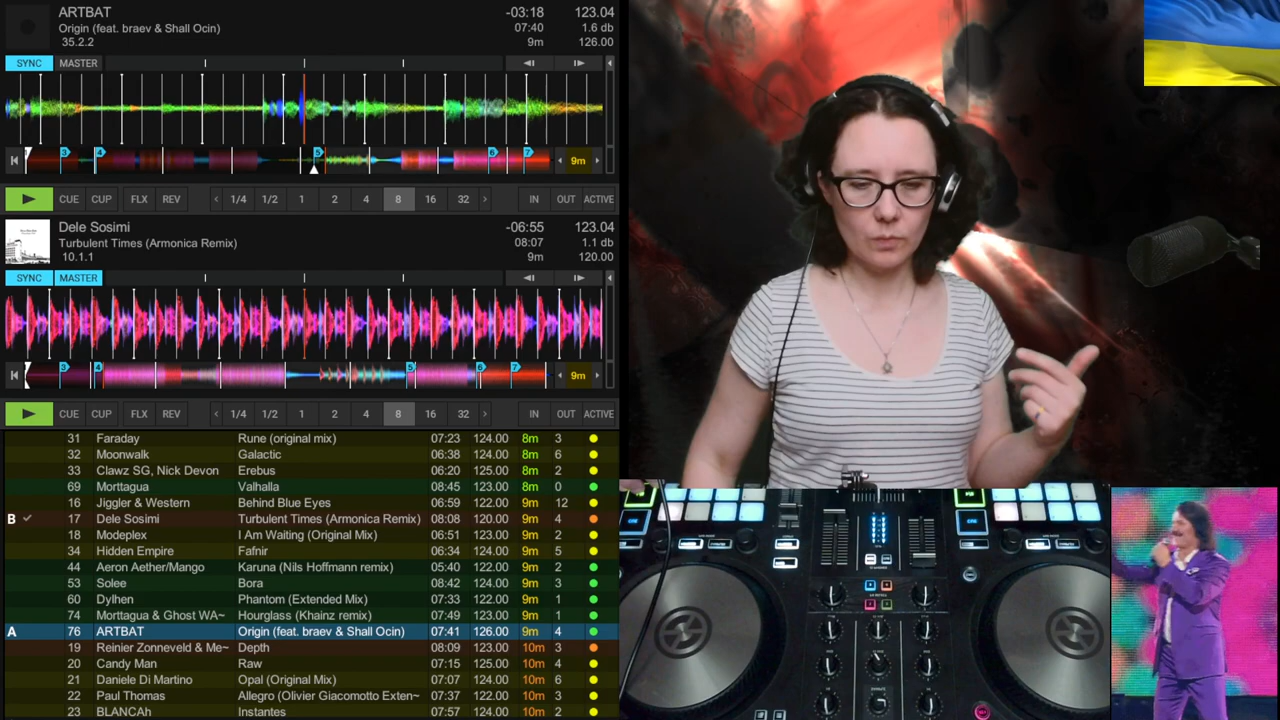 ARTBAT -03:18 123.04
Origin (feat. braev & Shall Ocin) 07:40 1.6 db
35.2.2 9m 126.00
SYNC MASTER
3 4 5 6 7 9m
CUE CUP FLX REV < 1/4 1/2 1 2 4 8 16 32 > IN OUT ACTIVE
Dele Sosimi -06:55 123.04
Turbulent Times (Armonica Remix) 08:07 1.1 db
10.1.1 9m 120.00
SYNC MASTER
3 4 5 6 7 9m
CUE CUP FLX REV < 1/4 1/2 1 2 4 8 16 32 > IN OUT ACTIVE
31 Faraday Rune (original mix) 07:23 124.00 8m 3
32 Moonwalk Galactic 06:38 124.00 8m 6
33 Clawz SG, Nick Devon Erebus 06:20 125.00 8m 2
69 Morttagua Valhalla 08:45 123.00 8m 0
16 Jiggler & Western Behind Blue Eyes 06:59 122.00 9m 12
B 17 Dele Sosimi Turbulent Times (Armonica Remix) 08:08 120.00 9m 4
18 Modeplex I Am Waiting (Original Mix) 06:51 123.00 9m 2
34 Hidden Empire Fafnir 06:34 124.00 9m 5
44 Aeron Aether/Margo Karuna (Nils Hoffmann remix) 05:40 122.00 9m 2
53 Solee Bora 08:42 124.00 9m 3
60 Dylhen Phantom (Extended Mix) 07:33 122.00 9m 1
74 Morttagua & Ghost WA~ Hourglass (Khainz remix) 07:49 123.00 9m 1
A 76 ARTBAT Origin (feat. braev & Shall Ocin) 07:41 126.00 9m 4
19 Reinier Zonneveld & Me~ Depth 08:09 123.00 10m 3
20 Candy Man Raw 07:15 125.00 10m 4
21 Daniele Di Martino Opal (Original Mix) 07:07 124.00 10m 6
22 Paul Thomas Allegro (Olivier Giacomotto Exten~ 07:37 122.00 10m 3
23 BLANCAh Instantes 07:57 124.00 10m 2